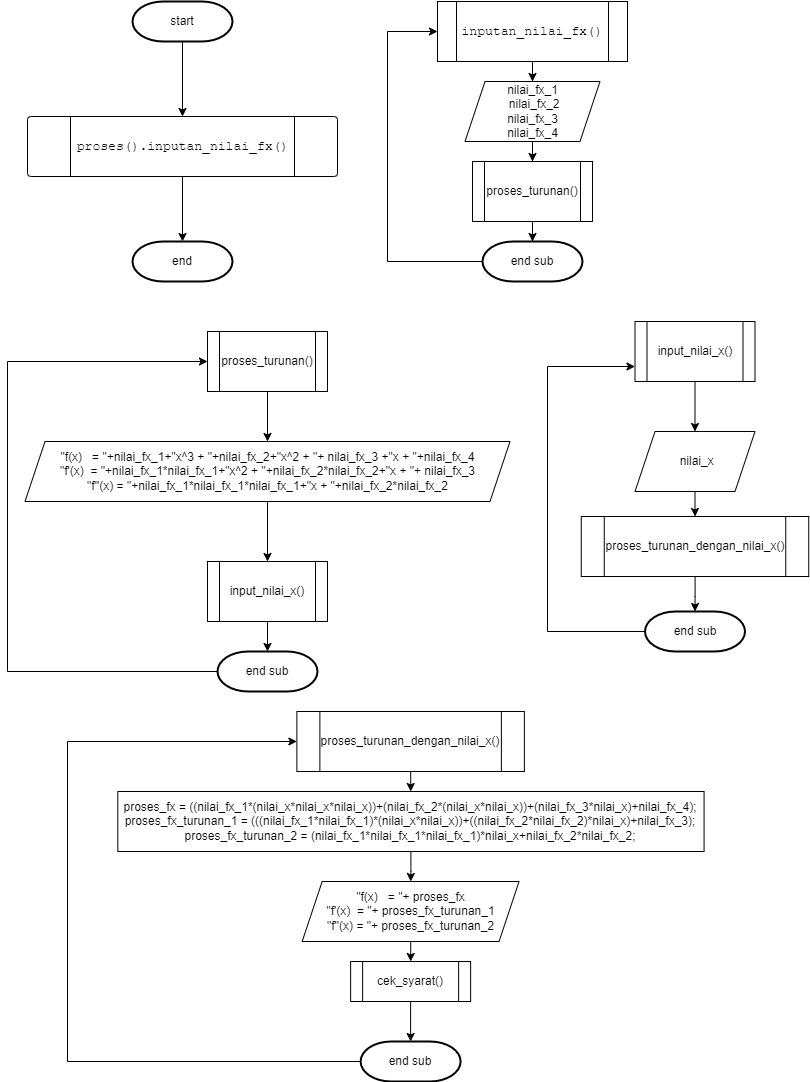 start
proses().inputan_nilai_fx()
end
inputan_nilai_fx()
nilai_fx_1
nilai_fx_2
nilai_fx_3
nilai_fx_4
proses_turunan()
end sub
proses_turunan()
"f(x)   = "+nilai_fx_1+"x^3 + "+nilai_fx_2+"x^2 + "+ nilai_fx_3 +"x + "+nilai_fx_4
"f'(x)  = "+nilai_fx_1*nilai_fx_1+"x^2 + "+nilai_fx_2*nilai_fx_2+"x + "+ nilai_fx_3
"f''(x) = "+nilai_fx_1*nilai_fx_1*nilai_fx_1+"x + "+nilai_fx_2*nilai_fx_2
input_nilai_x()
end sub
input_nilai_x()
nilai_x
proses_turunan_dengan_nilai_x()
end sub
proses_turunan_dengan_nilai_x()
proses_fx = ((nilai_fx_1*(nilai_x*nilai_x*nilai_x))+(nilai_fx_2*(nilai_x*nilai_x))+(nilai_fx_3*nilai_x)+nilai_fx_4);
proses_fx_turunan_1 = (((nilai_fx_1*nilai_fx_1)*(nilai_x*nilai_x))+((nilai_fx_2*nilai_fx_2)*nilai_x)+nilai_fx_3);
proses_fx_turunan_2 = (nilai_fx_1*nilai_fx_1*nilai_fx_1)*nilai_x+nilai_fx_2*nilai_fx_2;
"f(x)   = "+ proses_fx
"f'(x)  = "+ proses_fx_turunan_1
"f''(x) = "+ proses_fx_turunan_2
cek_syarat()
end sub